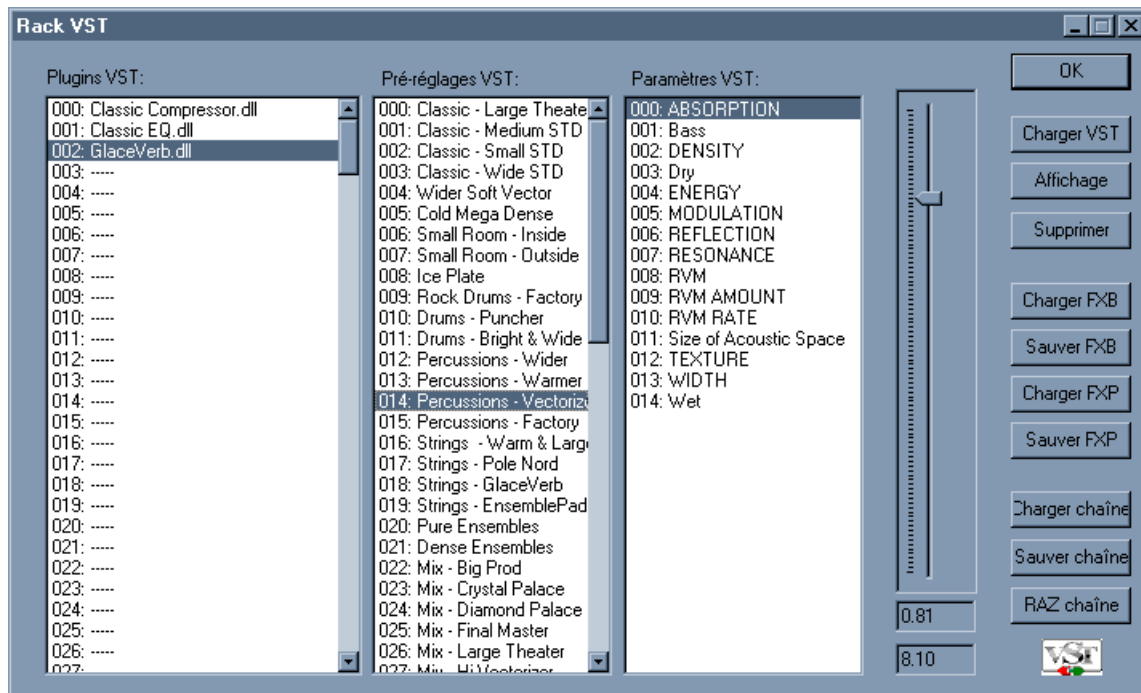 Rack VST
Plugins VST:
000: Classic Compressor.dll
001: Classic EQ.dll
002: GlaceVerb.dll
003: -----
004: -----
005: -----
006: -----
007: -----
008: -----
009: -----
010: -----
011: -----
012: -----
013: -----
014: -----
015: -----
016: -----
017: -----
018: -----
019: -----
020: -----
021: -----
022: -----
023: -----
024: -----
025: -----
026: -----
027:
Pré-réglages VST:
000: Classic - Large Theate
001: Classic - Medium STD
002: Classic - Small STD
003: Classic - Wide STD
004: Wider Soft Vector
005: Cold Mega Dense
006: Small Room - Inside
007: Small Room - Outside
008: Ice Plate
009: Rock Drums - Factory
010: Drums - Puncher
011: Drums - Bright & Wide
012: Percussions - Wider
013: Percussions - Warmer
014: Percussions - Vectoriz
015: Percussions - Factory
016: Strings - Warm & Larg
017: Strings - Pole Nord
018: Strings - GlaceVerb
019: Strings - EnsemblePad
020: Pure Ensembles
021: Dense Ensembles
022: Mix - Big Prod
023: Mix - Crystal Palace
024: Mix - Diamond Palace
025: Mix - Final Master
026: Mix - Large Theater
027: Mix - Hi Vectorizer
Paramètres VST:
000: ABSORPTION
001: Bass
002: DENSITY
003: Dry
004: ENERGY
005: MODULATION
006: REFLECTION
007: RESONANCE
008: RVM
009: RVM AMOUNT
010: RVM RATE
011: Size of Acoustic Space
012: TEXTURE
013: WIDTH
014: Wet
0.81
8.10
OK
Charger VST
Affichage
Supprimer
Charger FXB
Sauver FXB
Charger FXP
Sauver FXP
Charger chaîne
Sauver chaîne
RAZ chaîne
VST